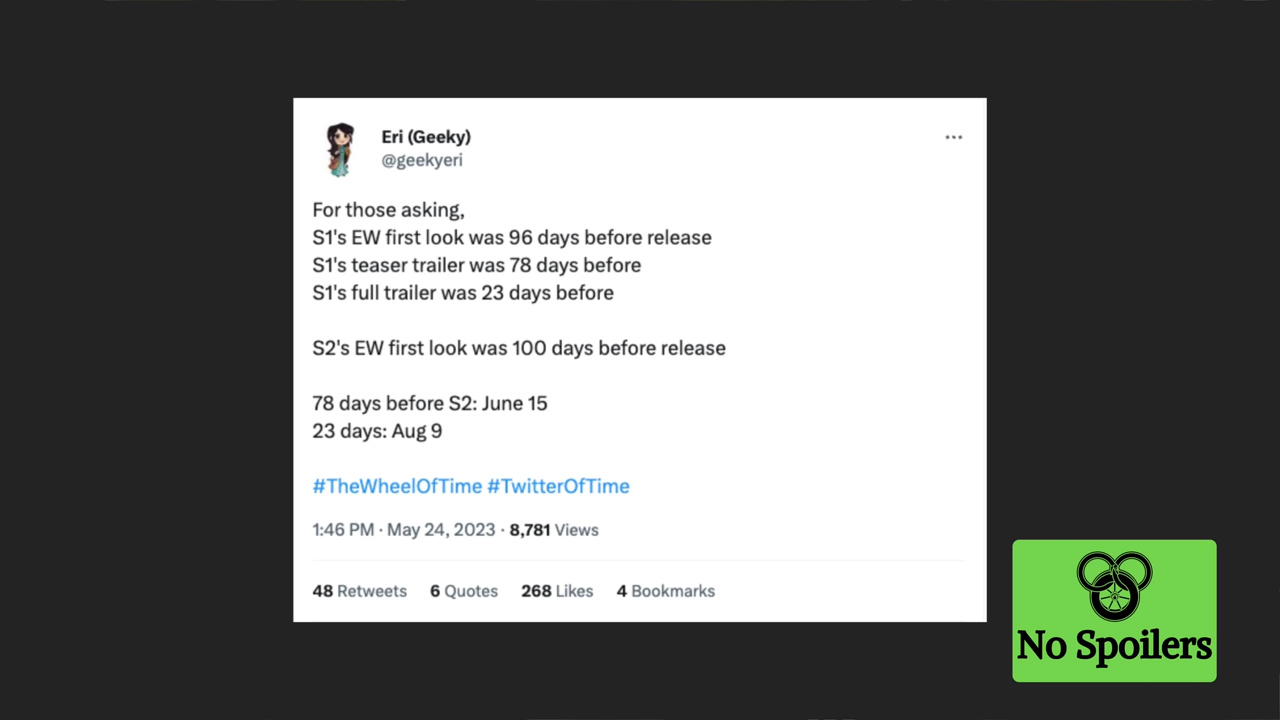 Eri (Geeky)
@geekyeri
For those asking,
S1's EW first look was 96 days before release
S1's teaser trailer was 78 days before
S1's full trailer was 23 days before
S2's EW first look was 100 days before release
78 days before S2: June 15
23 days: Aug 9
#TheWheelOfTime #TwitterOfTime
1:46 PM · May 24, 2023 · 8,781 Views
48 Retweets 6 Quotes 268 Likes 4 Bookmarks
No Spoilers